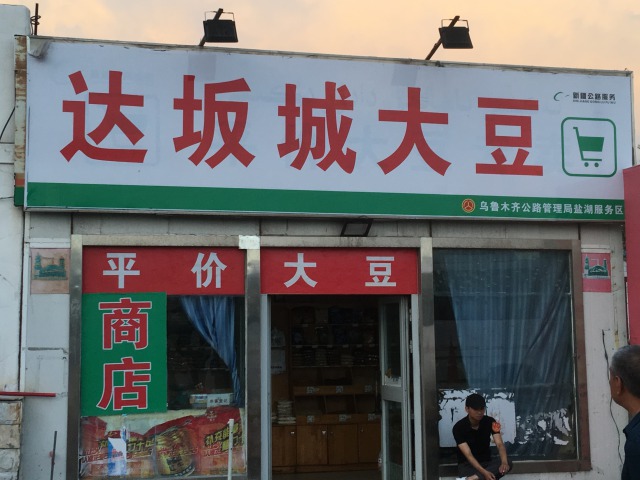 达坂城大豆
新疆公路服务
乌鲁木齐公路管理局盐湖服务区
平价大豆
商店